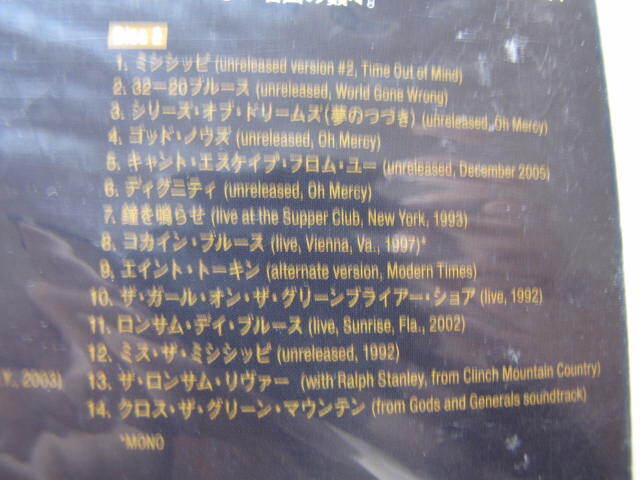 Disc 2
1. ミシシッピ (unreleased version #2, Time Out of Mind)
2. 32–20ブルース (unreleased, World Gone Wrong)
3. シリーズ・オブ・ドリームズ(夢のつづき) (unreleased, Oh Mercy)
4. ゴッド・ノウズ (unreleased, Oh Mercy)
5. キャント・エスケイプ・フロム・ユー (unreleased, December 2005)
6. ディグニティ (unreleased, Oh Mercy)
7. 鐘を鳴らせ (live at the Supper Club, New York, 1993)
8. コカイン・ブルース (live, Vienna, Va., 1997)*
9. エイント・トーキン (alternate version, Modern Times)
10. ザ・ガール・オン・ザ・グリーンブライアー・ショア (live, 1992)
11. ロンサム・デイ・ブルース (live, Sunrise, Fla., 2002)
12. ミス・ザ・ミシシッピ (unreleased, 1992)
Y., 2003)
13. ザ・ロンサム・リヴァー (with Ralph Stanley, from Clinch Mountain Country)
14. クロス・ザ・グリーン・マウンテン (from Gods and Generals soundtrack)
*MONO